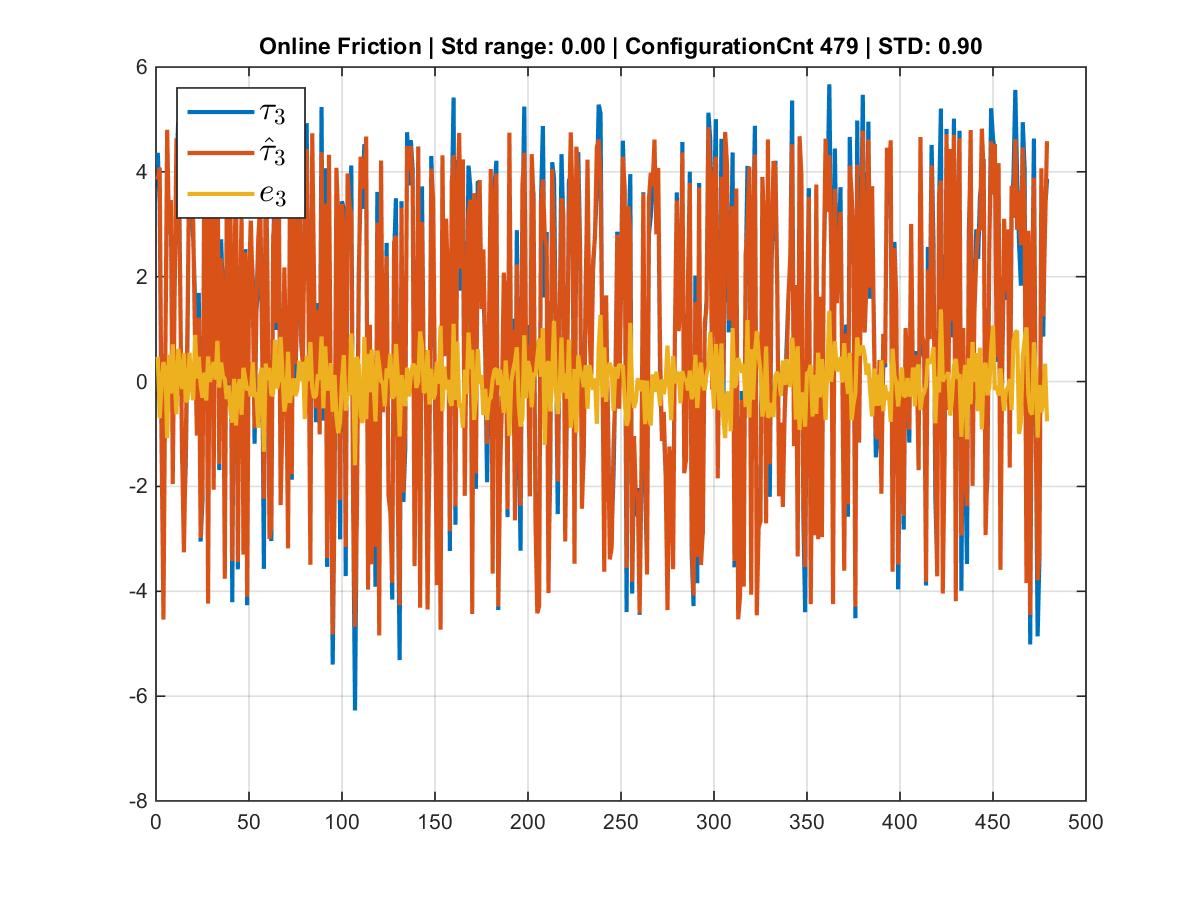 Online Friction | Std range: 0.00 | ConfigurationCnt 479 | STD: 0.90
6
4
2
0
-2
-4
-6
-8
τ₃
τ̂₃
e₃
0 50 100 150 200 250 300 350 400 450 500